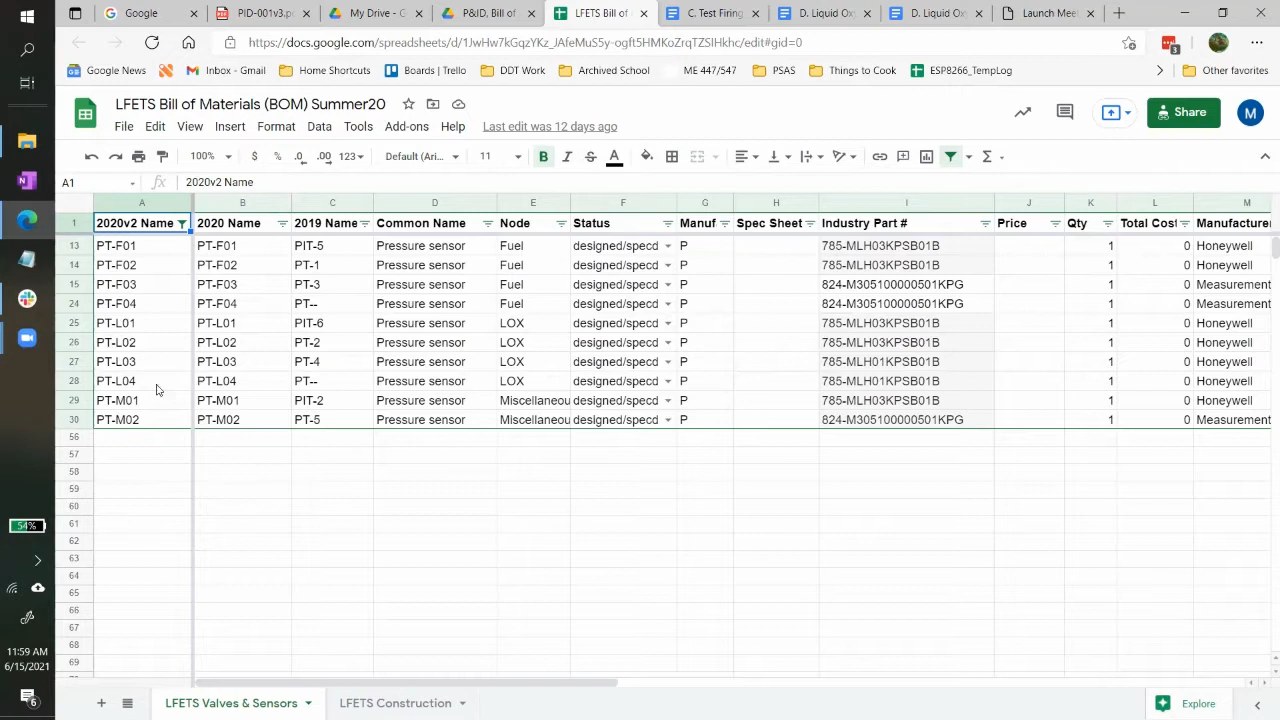 Google
PID-001v3.p
My Drive - G
P&ID, Bill of
LFETS Bill of
C. Test Firing
D. Liquid Oxy
D. Liquid Ox
Launch Meet
https://docs.google.com/spreadsheets/d/1JwHw7kGqzYKz_JAfeMuS5y-ogft5HMKoZrqTZSIHkhc/edit#gid=0
3
Google News
SNP
Inbox - Gmail
Home Shortcuts
Boards | Trello
DDT Work
Archived School
ME 447/547
PSAS
Things to Cook
ESP8266_TempLog
Other favorites
LFETS Bill of Materials (BOM) Summer20
Share
M
File Edit View Insert Format Data Tools Add-ons Help Last edit was 12 days ago
100% $ % .0 .00 123 Default (Ari... 11 B I S A Σ
A1 fx 2020v2 Name
A B C D E F G H I J K L M
1 2020v2 Name 2020 Name 2019 Name Common Name Node Status Manuf Spec Sheet Industry Part # Price Qty Total Cost Manufacturer
13 PT-F01 PT-F01 PIT-5 Pressure sensor Fuel designed/specd P 785-MLH03KPSB01B 1 0 Honeywell
14 PT-F02 PT-F02 PT-1 Pressure sensor Fuel designed/specd P 785-MLH03KPSB01B 1 0 Honeywell
15 PT-F03 PT-F03 PT-3 Pressure sensor Fuel designed/specd P 824-M305100000501KPG 1 0 Measurement
24 PT-F04 PT-F04 PT-- Pressure sensor Fuel designed/specd P 824-M305100000501KPG 1 0 Measurement
25 PT-L01 PT-L01 PIT-6 Pressure sensor LOX designed/specd P 785-MLH03KPSB01B 1 0 Honeywell
26 PT-L02 PT-L02 PT-2 Pressure sensor LOX designed/specd P 785-MLH03KPSB01B 1 0 Honeywell
27 PT-L03 PT-L03 PT-4 Pressure sensor LOX designed/specd P 785-MLH01KPSB01B 1 0 Honeywell
28 PT-L04 PT-L04 PT-- Pressure sensor LOX designed/specd P 785-MLH01KPSB01B 1 0 Honeywell
29 PT-M01 PT-M01 PIT-2 Pressure sensor Miscellaneou designed/specd P 785-MLH03KPSB01B 1 0 Honeywell
30 PT-M02 PT-M02 PT-5 Pressure sensor Miscellaneou designed/specd P 824-M305100000501KPG 1 0 Measurement
56
57
58
59
60
61
62
63
64
65
66
67
68
69
54%
11:59 AM
6/15/2021
6
LFETS Valves & Sensors
LFETS Construction
Explore